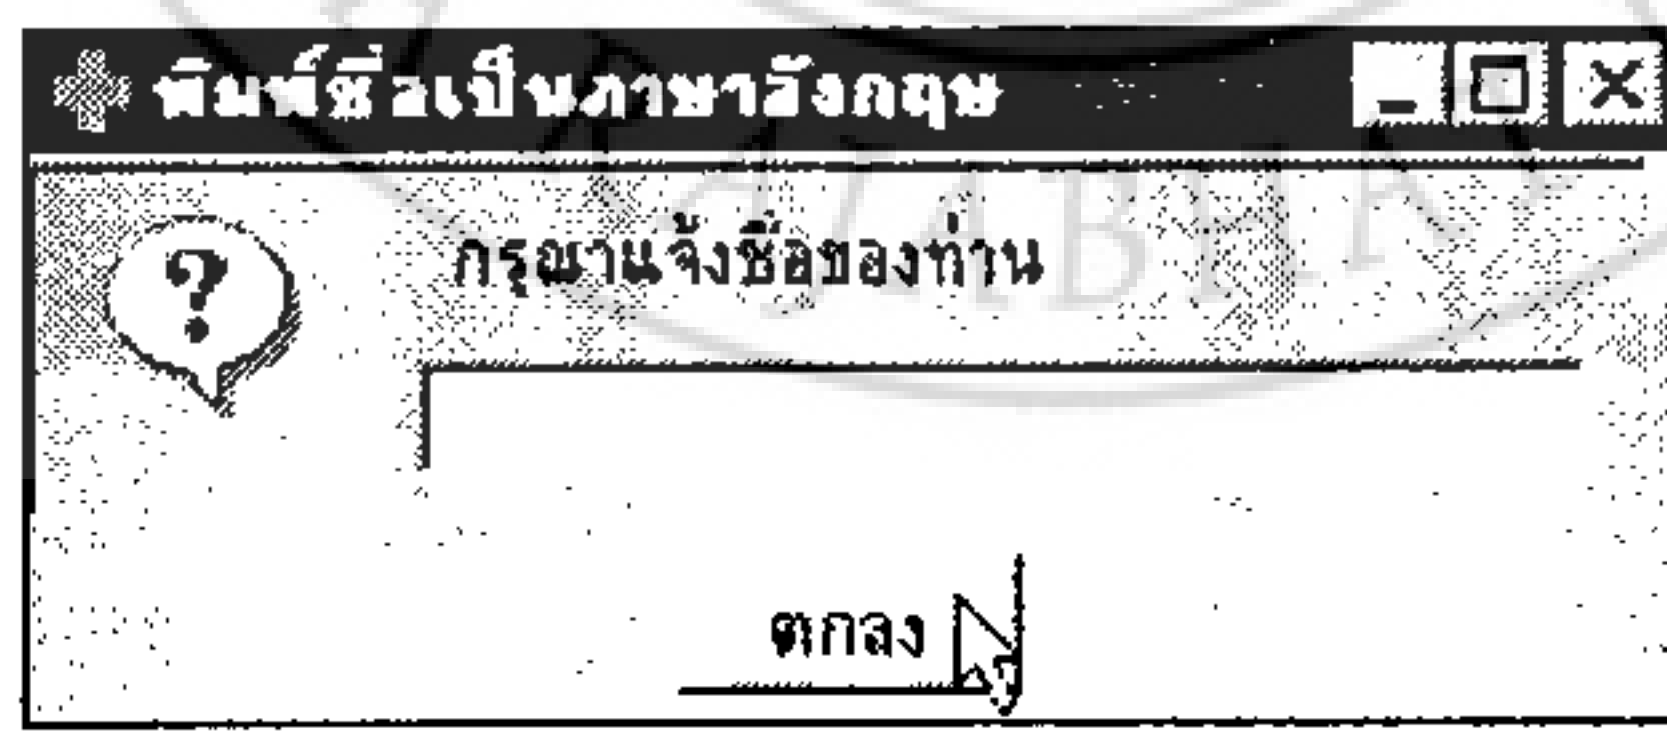 พิมพ์ชื่อเป็นภาษาอังกฤษ
กรุณาแจ้งชื่อของท่าน
ตกลง